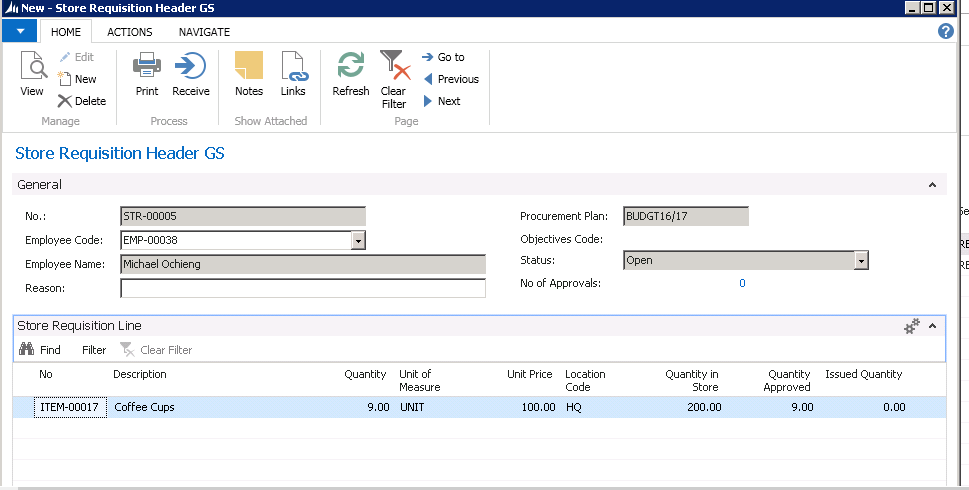 New - Store Requisition Header GS
HOME ACTIONS NAVIGATE
View Edit New Delete Print Receive Notes Links Refresh Clear Filter Go to Previous Next
Manage Process Show Attached Page
Store Requisition Header GS
General
No.: STR-00005 Procurement Plan: BUDGT16/17
Employee Code: EMP-00038 Objectives Code:
Employee Name: Michael Ochieng Status: Open
Reason: No of Approvals: 0
Store Requisition Line
Find Filter Clear Filter
No Description Quantity Unit of Measure Unit Price Location Code Quantity in Store Quantity Approved Issued Quantity
ITEM-00017 Coffee Cups 9.00 UNIT 100.00 HQ 200.00 9.00 0.00